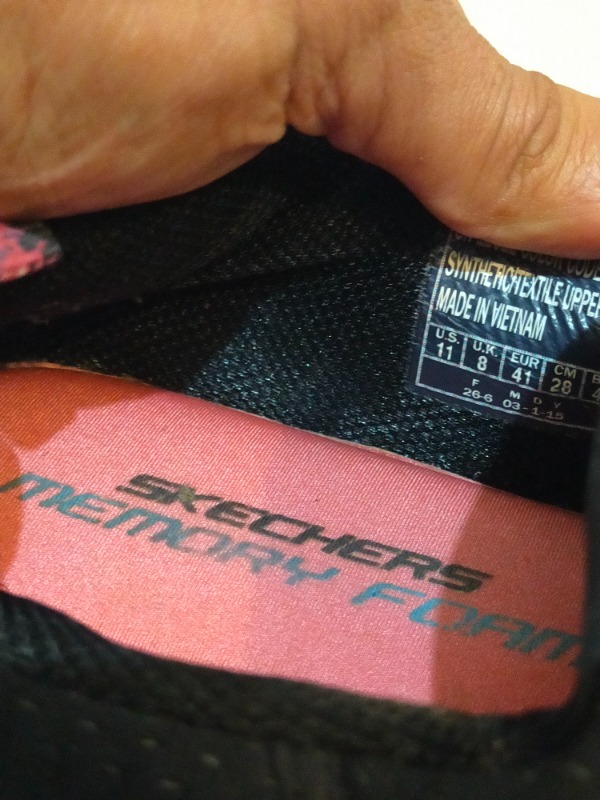 SYNTHETIC/TEXTILE UPPER
MADE IN VIETNAM
U.S. U.K. EUR CM
11 8 41 28
F M D Y
26-6 03-1-15
SKECHERS
MEMORY FOAM